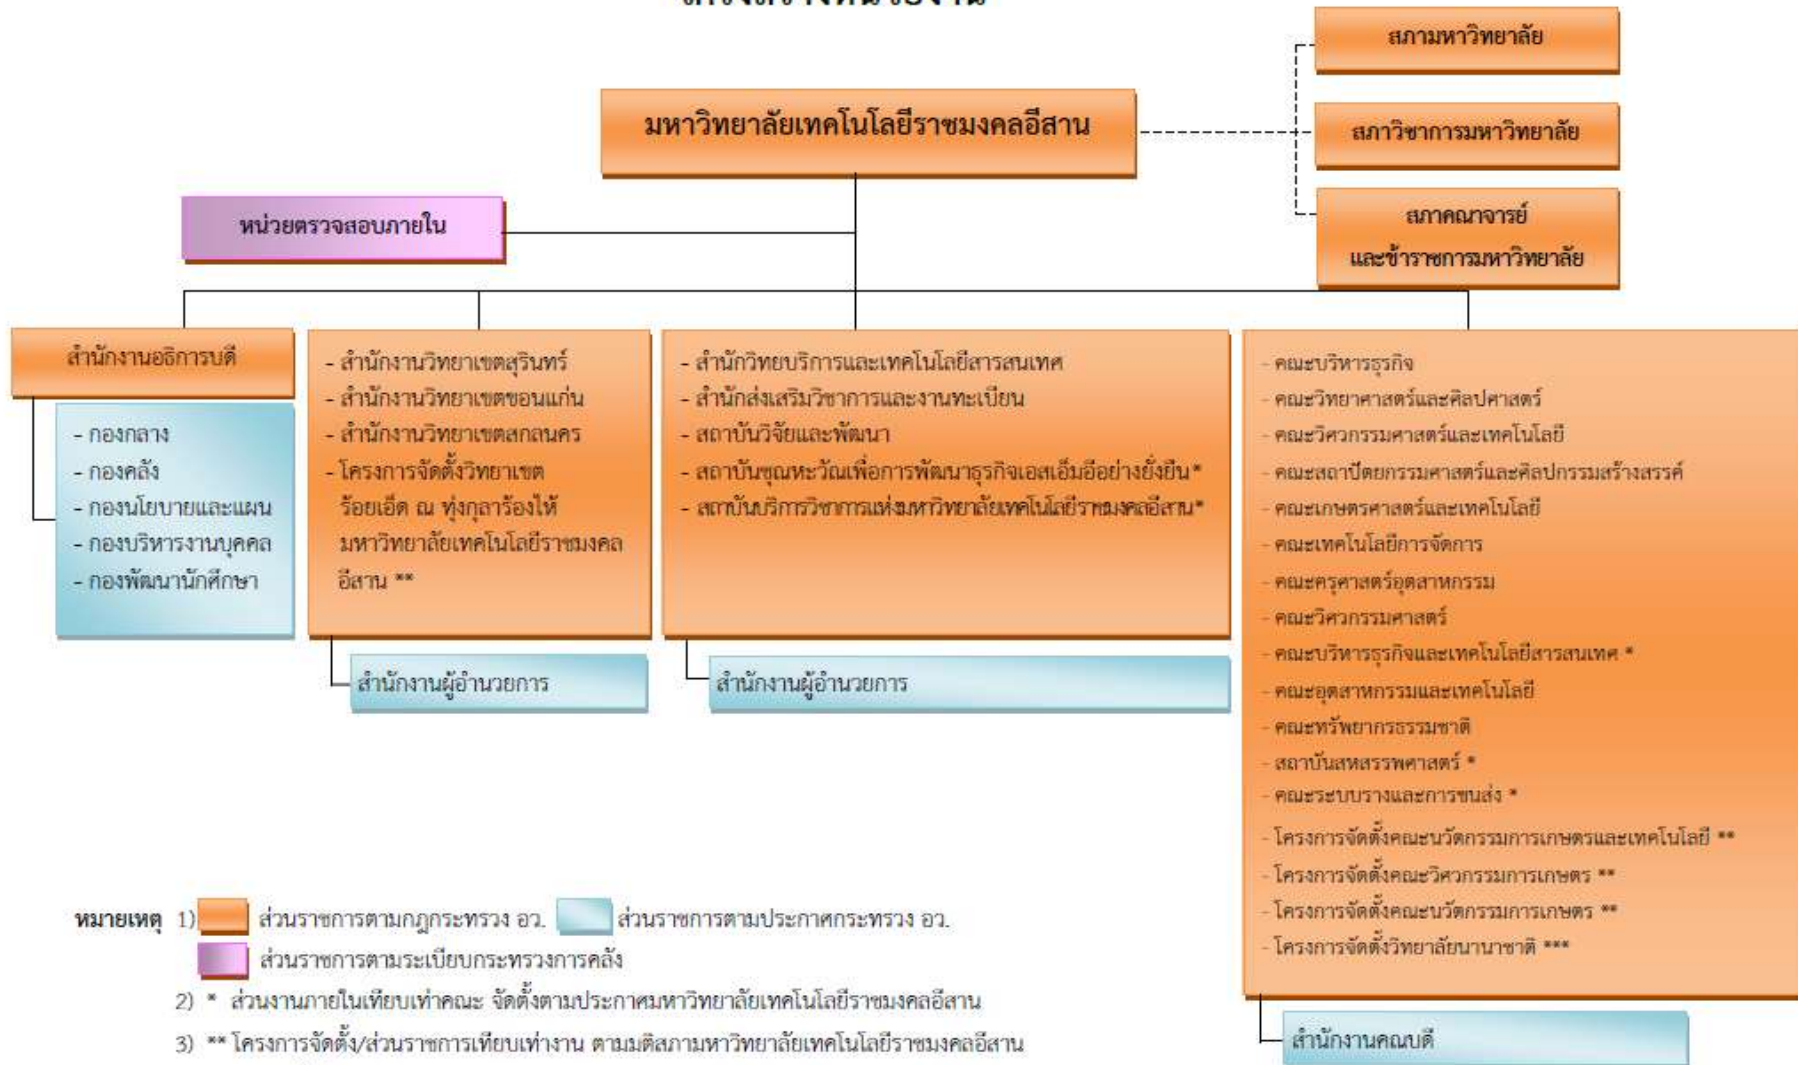 โครงสร้างหน่วยงาน
สภามหาวิทยาลัย
มหาวิทยาลัยเทคโนโลยีราชมงคลอีสาน
สภาวิชาการมหาวิทยาลัย
สภาคณาจารย์
และข้าราชการมหาวิทยาลัย
หน่วยตรวจสอบภายใน
สำนักงานอธิการบดี
- กองกลาง
- กองคลัง
- กองนโยบายและแผน
- กองบริหารงานบุคคล
- กองพัฒนานักศึกษา
- สำนักงานวิทยาเขตสุรินทร์
- สำนักงานวิทยาเขตขอนแก่น
- สำนักงานวิทยาเขตสกลนคร
- โครงการจัดตั้งวิทยาเขต
ร้อยเอ็ด ณ ทุ่งกุลาร้องไห้
มหาวิทยาลัยเทคโนโลยีราชมงคล
อีสาน **
สำนักงานผู้อำนวยการ
- สำนักวิทยบริการและเทคโนโลยีสารสนเทศ
- สำนักส่งเสริมวิชาการและงานทะเบียน
- สถาบันวิจัยและพัฒนา
- สถาบันชุณหะวัณเพื่อการพัฒนาธุรกิจเอสเอ็มอีอย่างยั่งยืน*
- สถาบันบริการวิชาการแห่งมหาวิทยาลัยเทคโนโลยีราชมงคลอีสาน*
สำนักงานผู้อำนวยการ
- คณะบริหารธุรกิจ
- คณะวิทยาศาสตร์และศิลปศาสตร์
- คณะวิศวกรรมศาสตร์และเทคโนโลยี
- คณะสถาปัตยกรรมศาสตร์และศิลปกรรมสร้างสรรค์
- คณะเกษตรศาสตร์และเทคโนโลยี
- คณะเทคโนโลยีการจัดการ
- คณะครุศาสตร์อุตสาหกรรม
- คณะวิศวกรรมศาสตร์
- คณะบริหารธุรกิจและเทคโนโลยีสารสนเทศ *
- คณะอุตสาหกรรมและเทคโนโลยี
- คณะทรัพยากรธรรมชาติ
- สถาบันสหสรรพศาสตร์ *
- คณะระบบรางและการขนส่ง *
- โครงการจัดตั้งคณะนวัตกรรมการเกษตรและเทคโนโลยี **
- โครงการจัดตั้งคณะวิศวกรรมการเกษตร **
- โครงการจัดตั้งคณะนวัตกรรมการเกษตร **
- โครงการจัดตั้งวิทยาลัยนานาชาติ ***
สำนักงานคณบดี
หมายเหตุ 1) ส่วนราชการตามกฎกระทรวง อว. ส่วนราชการตามประกาศกระทรวง อว.
ส่วนราชการตามระเบียบกระทรวงการคลัง
2) * ส่วนงานภายในเทียบเท่าคณะ จัดตั้งตามประกาศมหาวิทยาลัยเทคโนโลยีราชมงคลอีสาน
3) ** โครงการจัดตั้ง/ส่วนราชการเทียบเท่างาน ตามมติสภามหาวิทยาลัยเทคโนโลยีราชมงคลอีสาน